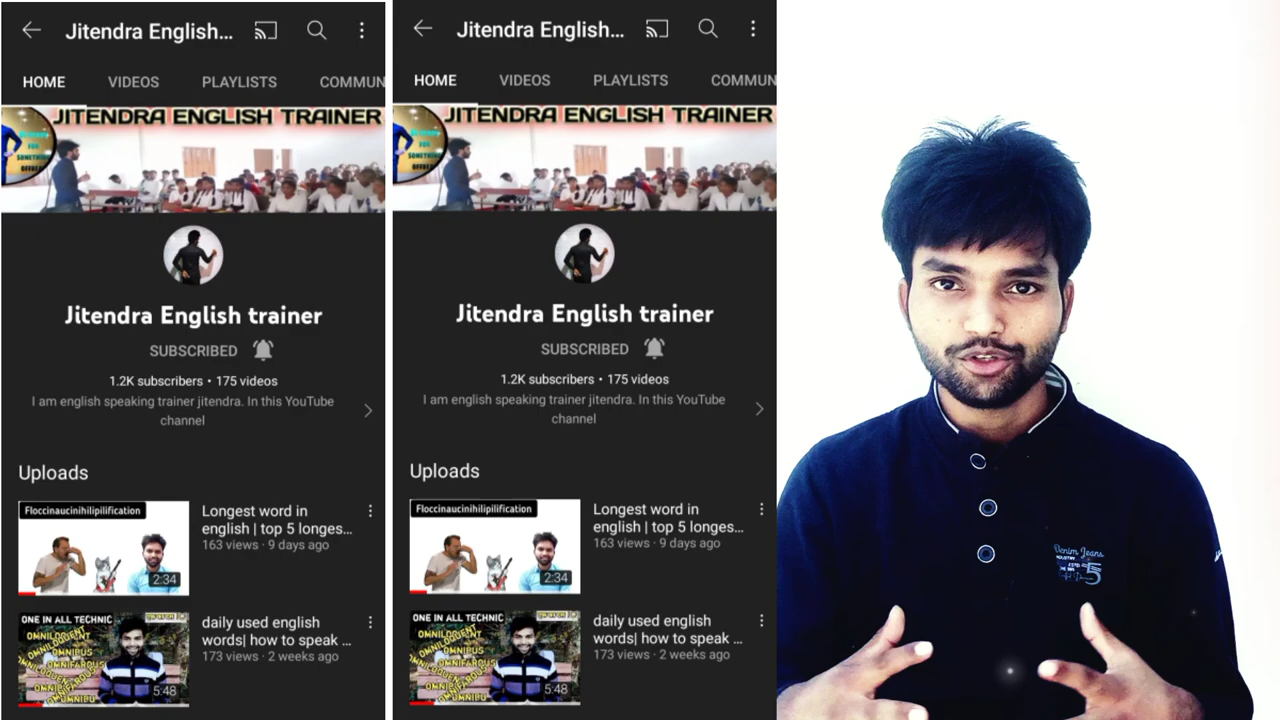 Jitendra English...
HOME VIDEOS PLAYLISTS COMMUN
JITENDRA ENGLISH TRAINER
FOR
SOMETHING
Jitendra English trainer
SUBSCRIBED
1.2K subscribers • 175 videos
I am english speaking trainer jitendra. In this YouTube
channel
Uploads
Floccinaucinihilipilification
2:34
Longest word in
english | top 5 longes...
163 views · 9 days ago
ONE IN ALL TECHNIC
OMNILOQUENT
OMNIPUS
OMNIFAROUS
5:48
daily used english
words| how to speak ...
173 views · 2 weeks ago
Jitendra English...
HOME VIDEOS PLAYLISTS COMMUN
JITENDRA ENGLISH TRAINER
FOR
SOMETHING
Jitendra English trainer
SUBSCRIBED
1.2K subscribers • 175 videos
I am english speaking trainer jitendra. In this YouTube
channel
Uploads
Floccinaucinihilipilification
2:34
Longest word in
english | top 5 longes...
163 views · 9 days ago
ONE IN ALL TECHNIC
OMNILOQUENT
OMNIPUS
OMNIFAROUS
5:48
daily used english
words| how to speak ...
173 views · 2 weeks ago
Denim Jeans